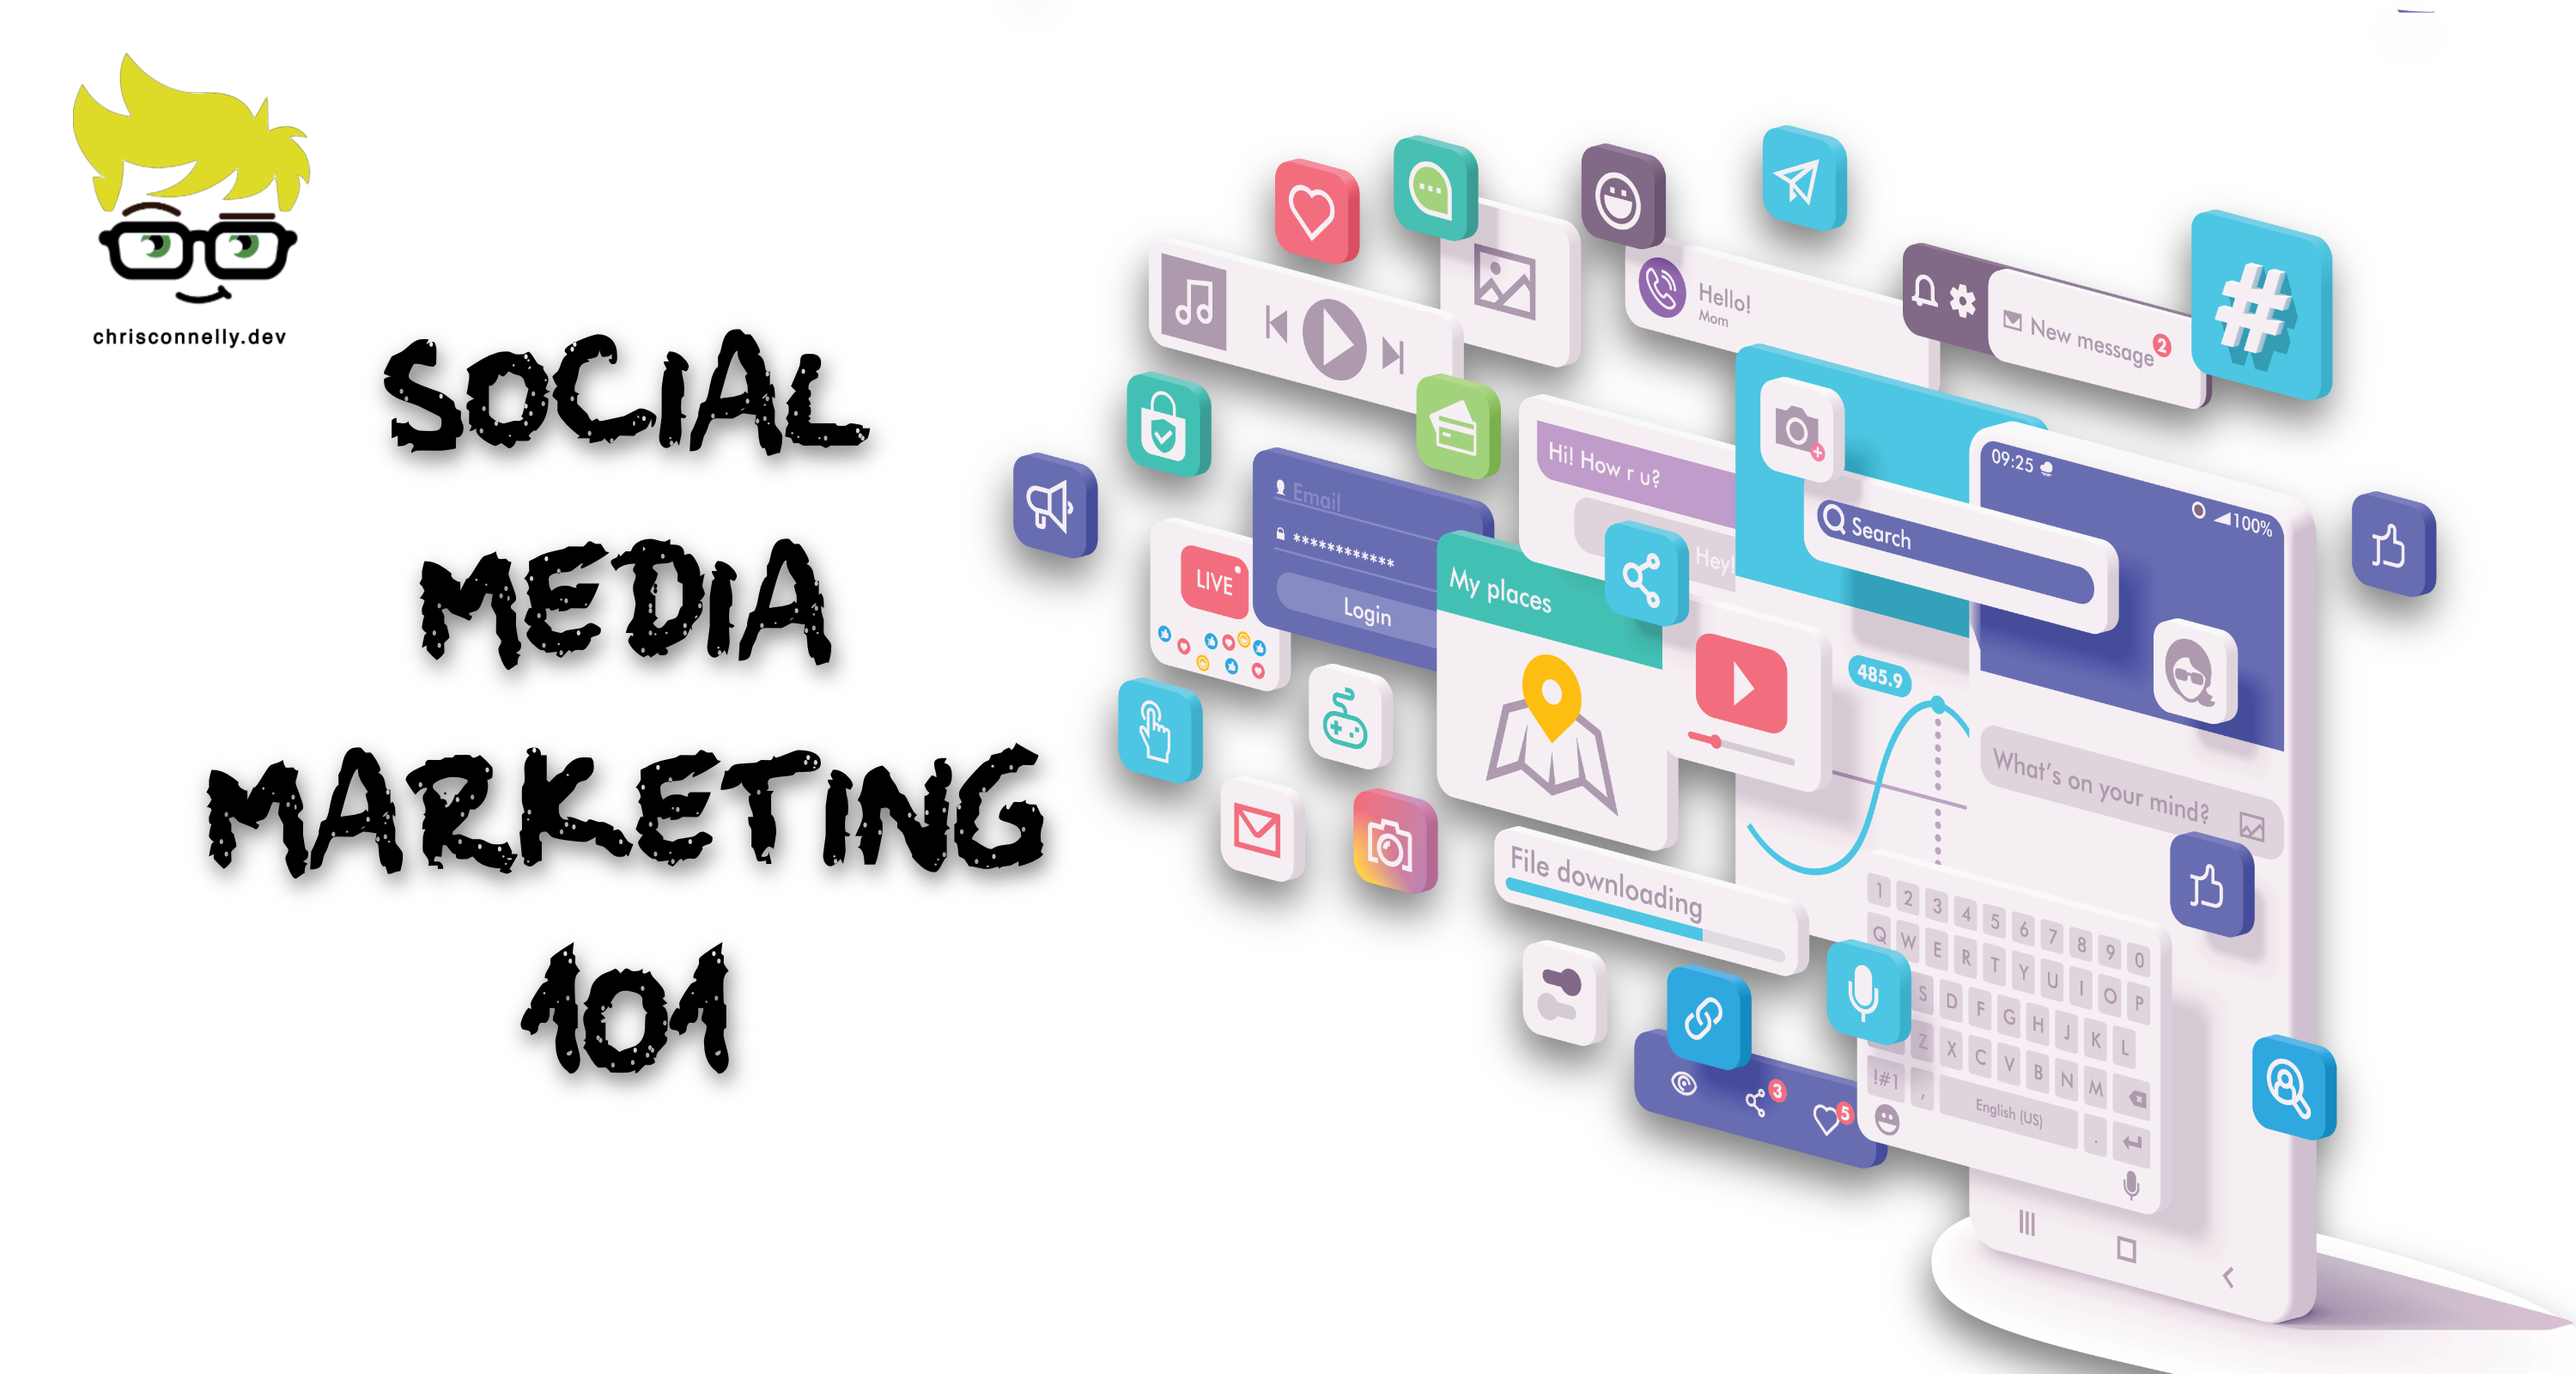 chrisconnelly.dev
SOCIAL
MEDIA
MARKETING
101
Hello!
Mom
New message 2
#
Hi! How r u?
Hey!
09:25
100%
Email
************
Login
Search
LIVE
My places
485.9
What's on your mind?
File downloading
1 2 3 4 5 6 7 8 9 0
Q W E R T Y U I O P
S D F G H J K L
Z X C V B N M
!#1 , English (US) .
3
5